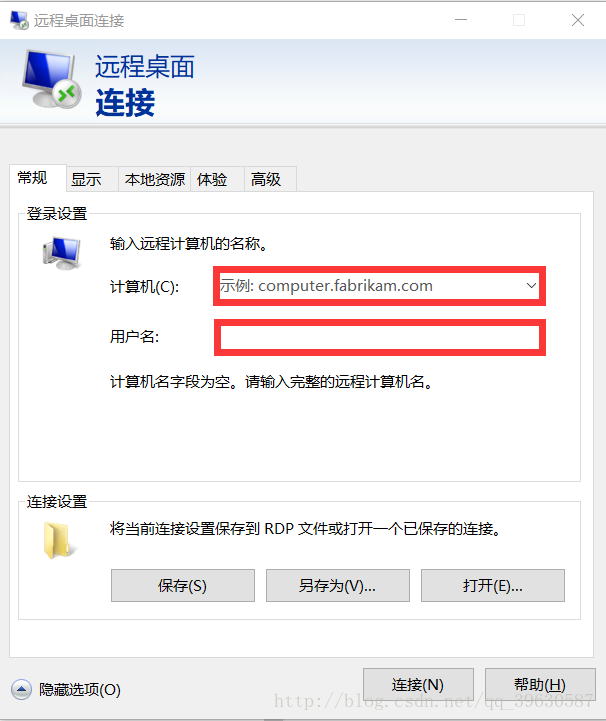 远程桌面连接
远程桌面
连接
常规 显示 本地资源 体验 高级
登录设置
输入远程计算机的名称。
计算机(C): 示例: computer.fabrikam.com
用户名:
计算机名字段为空。请输入完整的远程计算机名。
连接设置
将当前连接设置保存到 RDP 文件或打开一个已保存的连接。
保存(S) 另存为(V)... 打开(E)...
隐藏选项(O) 连接(N) 帮助(H)
http://blog.csdn.net/qq_39630587